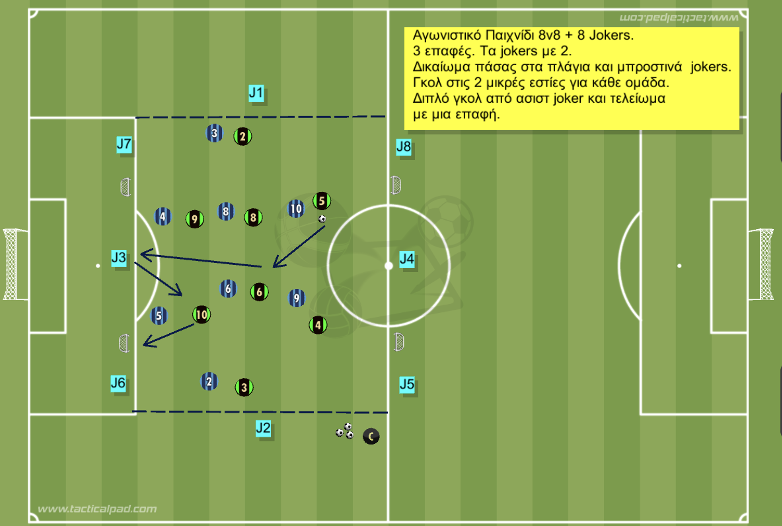 www.tacticalpad.com
Αγωνιστικό Παιχνίδι 8v8 + 8 Jokers.
3 επαφές. Τα jokers με 2.
Δικαίωμα πάσας στα πλάγια και μπροστινά jokers.
Γκολ στις 2 μικρές εστίες για κάθε ομάδα.
Διπλό γκολ από ασιστ joker και τελείωμα
με μια επαφή.
J1
J7
3
2
J8
4
9
8
8
10
5
J3
J4
6
6
9
5
10
4
J6
2
3
J5
J2
C
www.tacticalpad.com